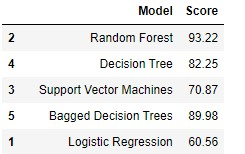 Model Score
2 Random Forest 93.22
4 Decision Tree 82.25
3 Support Vector Machines 70.87
5 Bagged Decision Trees 89.98
1 Logistic Regression 60.56